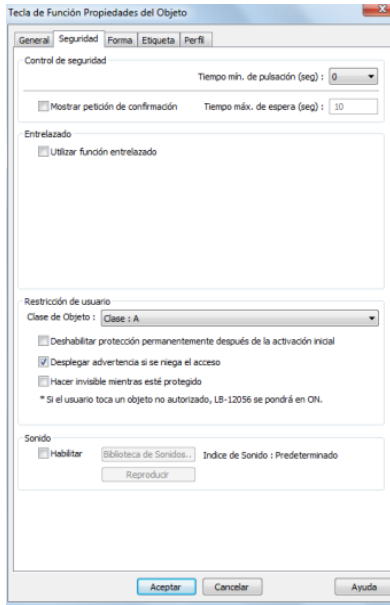 Tecla de Función Propiedades del Objeto
General Seguridad Forma Etiqueta Perfil
Control de seguridad
Tiempo min. de pulsación (seg) : 0
Mostrar petición de confirmación Tiempo máx. de espera (seg) : 10
Entrelazado
Utilizar función entrelazado
Restricción de usuario
Clase de Objeto : Clase : A
Deshabilitar protección permanentemente después de la activación inicial
Desplegar advertencia si se niega el acceso
Hacer invisible mientras esté protegido
* Si el usuario toca un objeto no autorizado, LB-12056 se pondrá en ON.
Sonido
Habilitar Biblioteca de Sonidos.. Indice de Sonido : Predeterminado
Reproducir
Aceptar Cancelar Ayuda